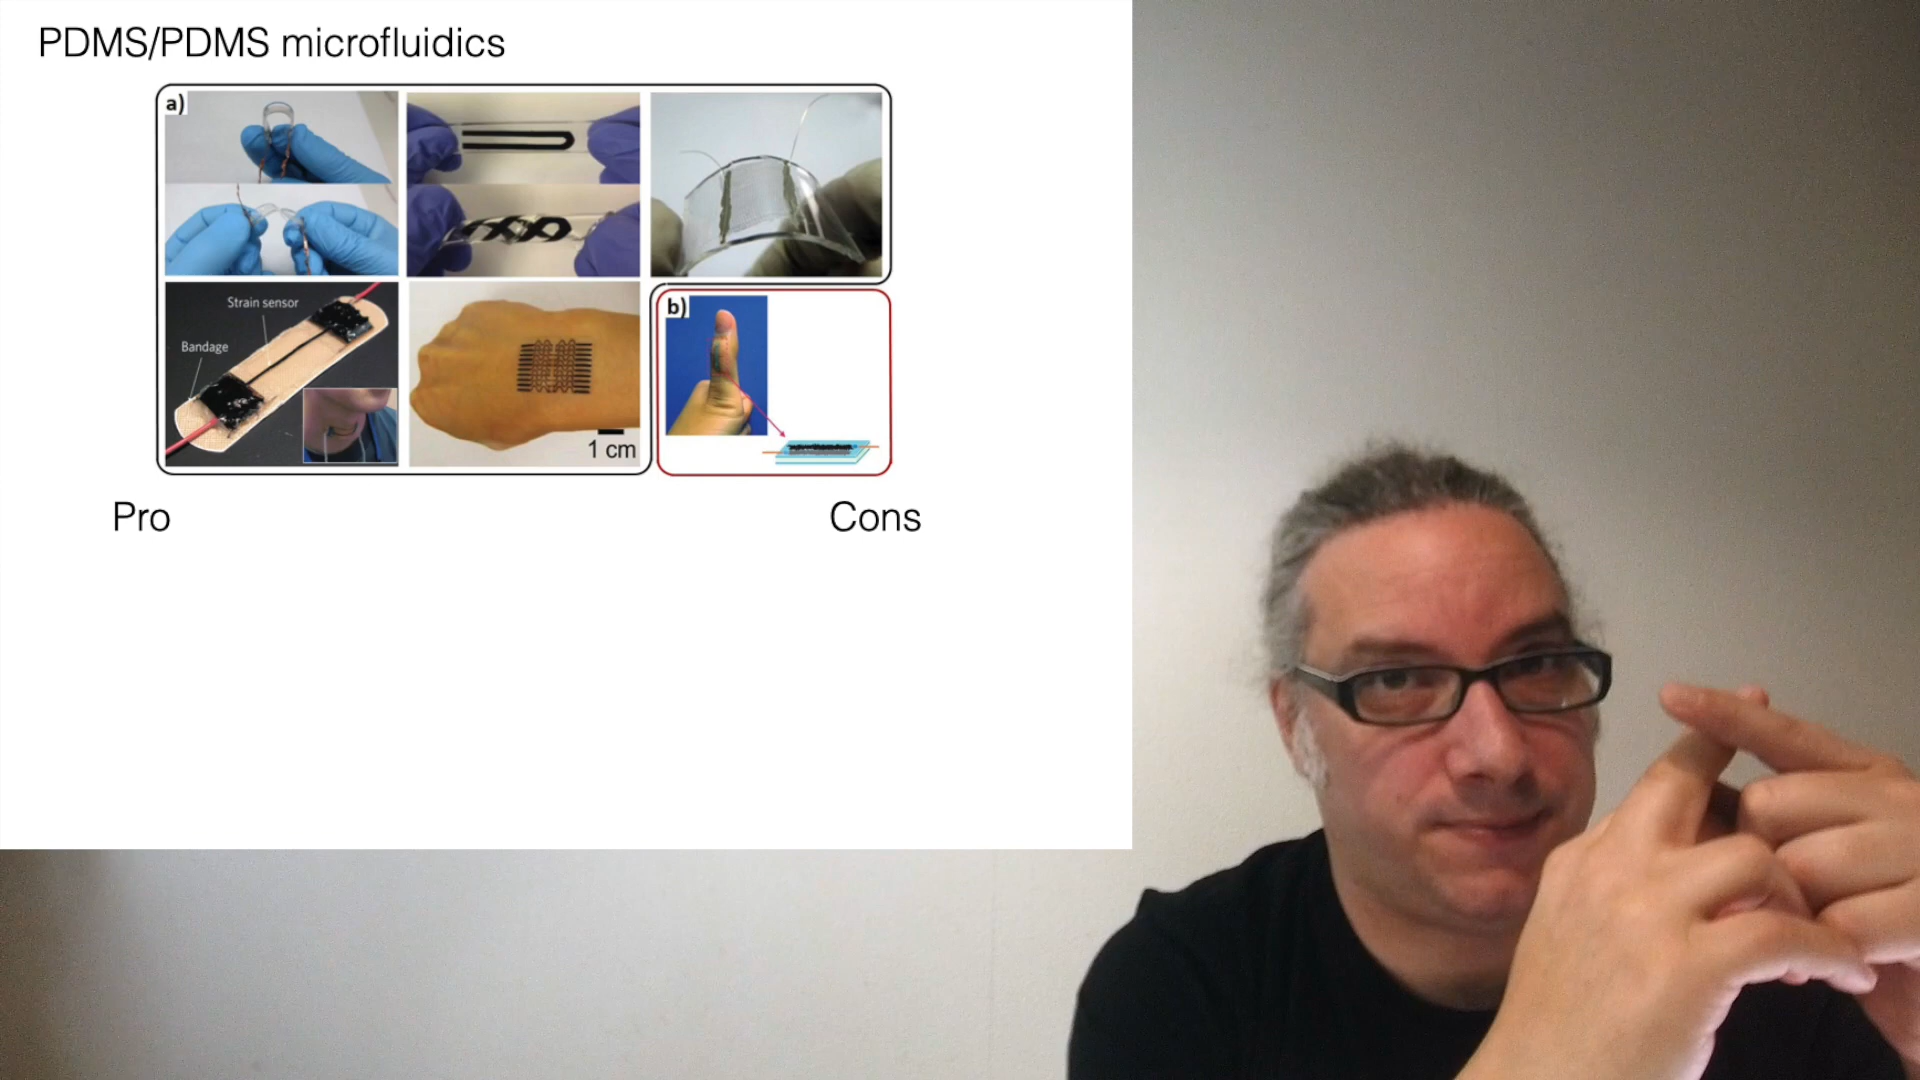 PDMS/PDMS microfluidics
a)
Strain sensor
Bandage
1 cm
b)
Pro
Cons